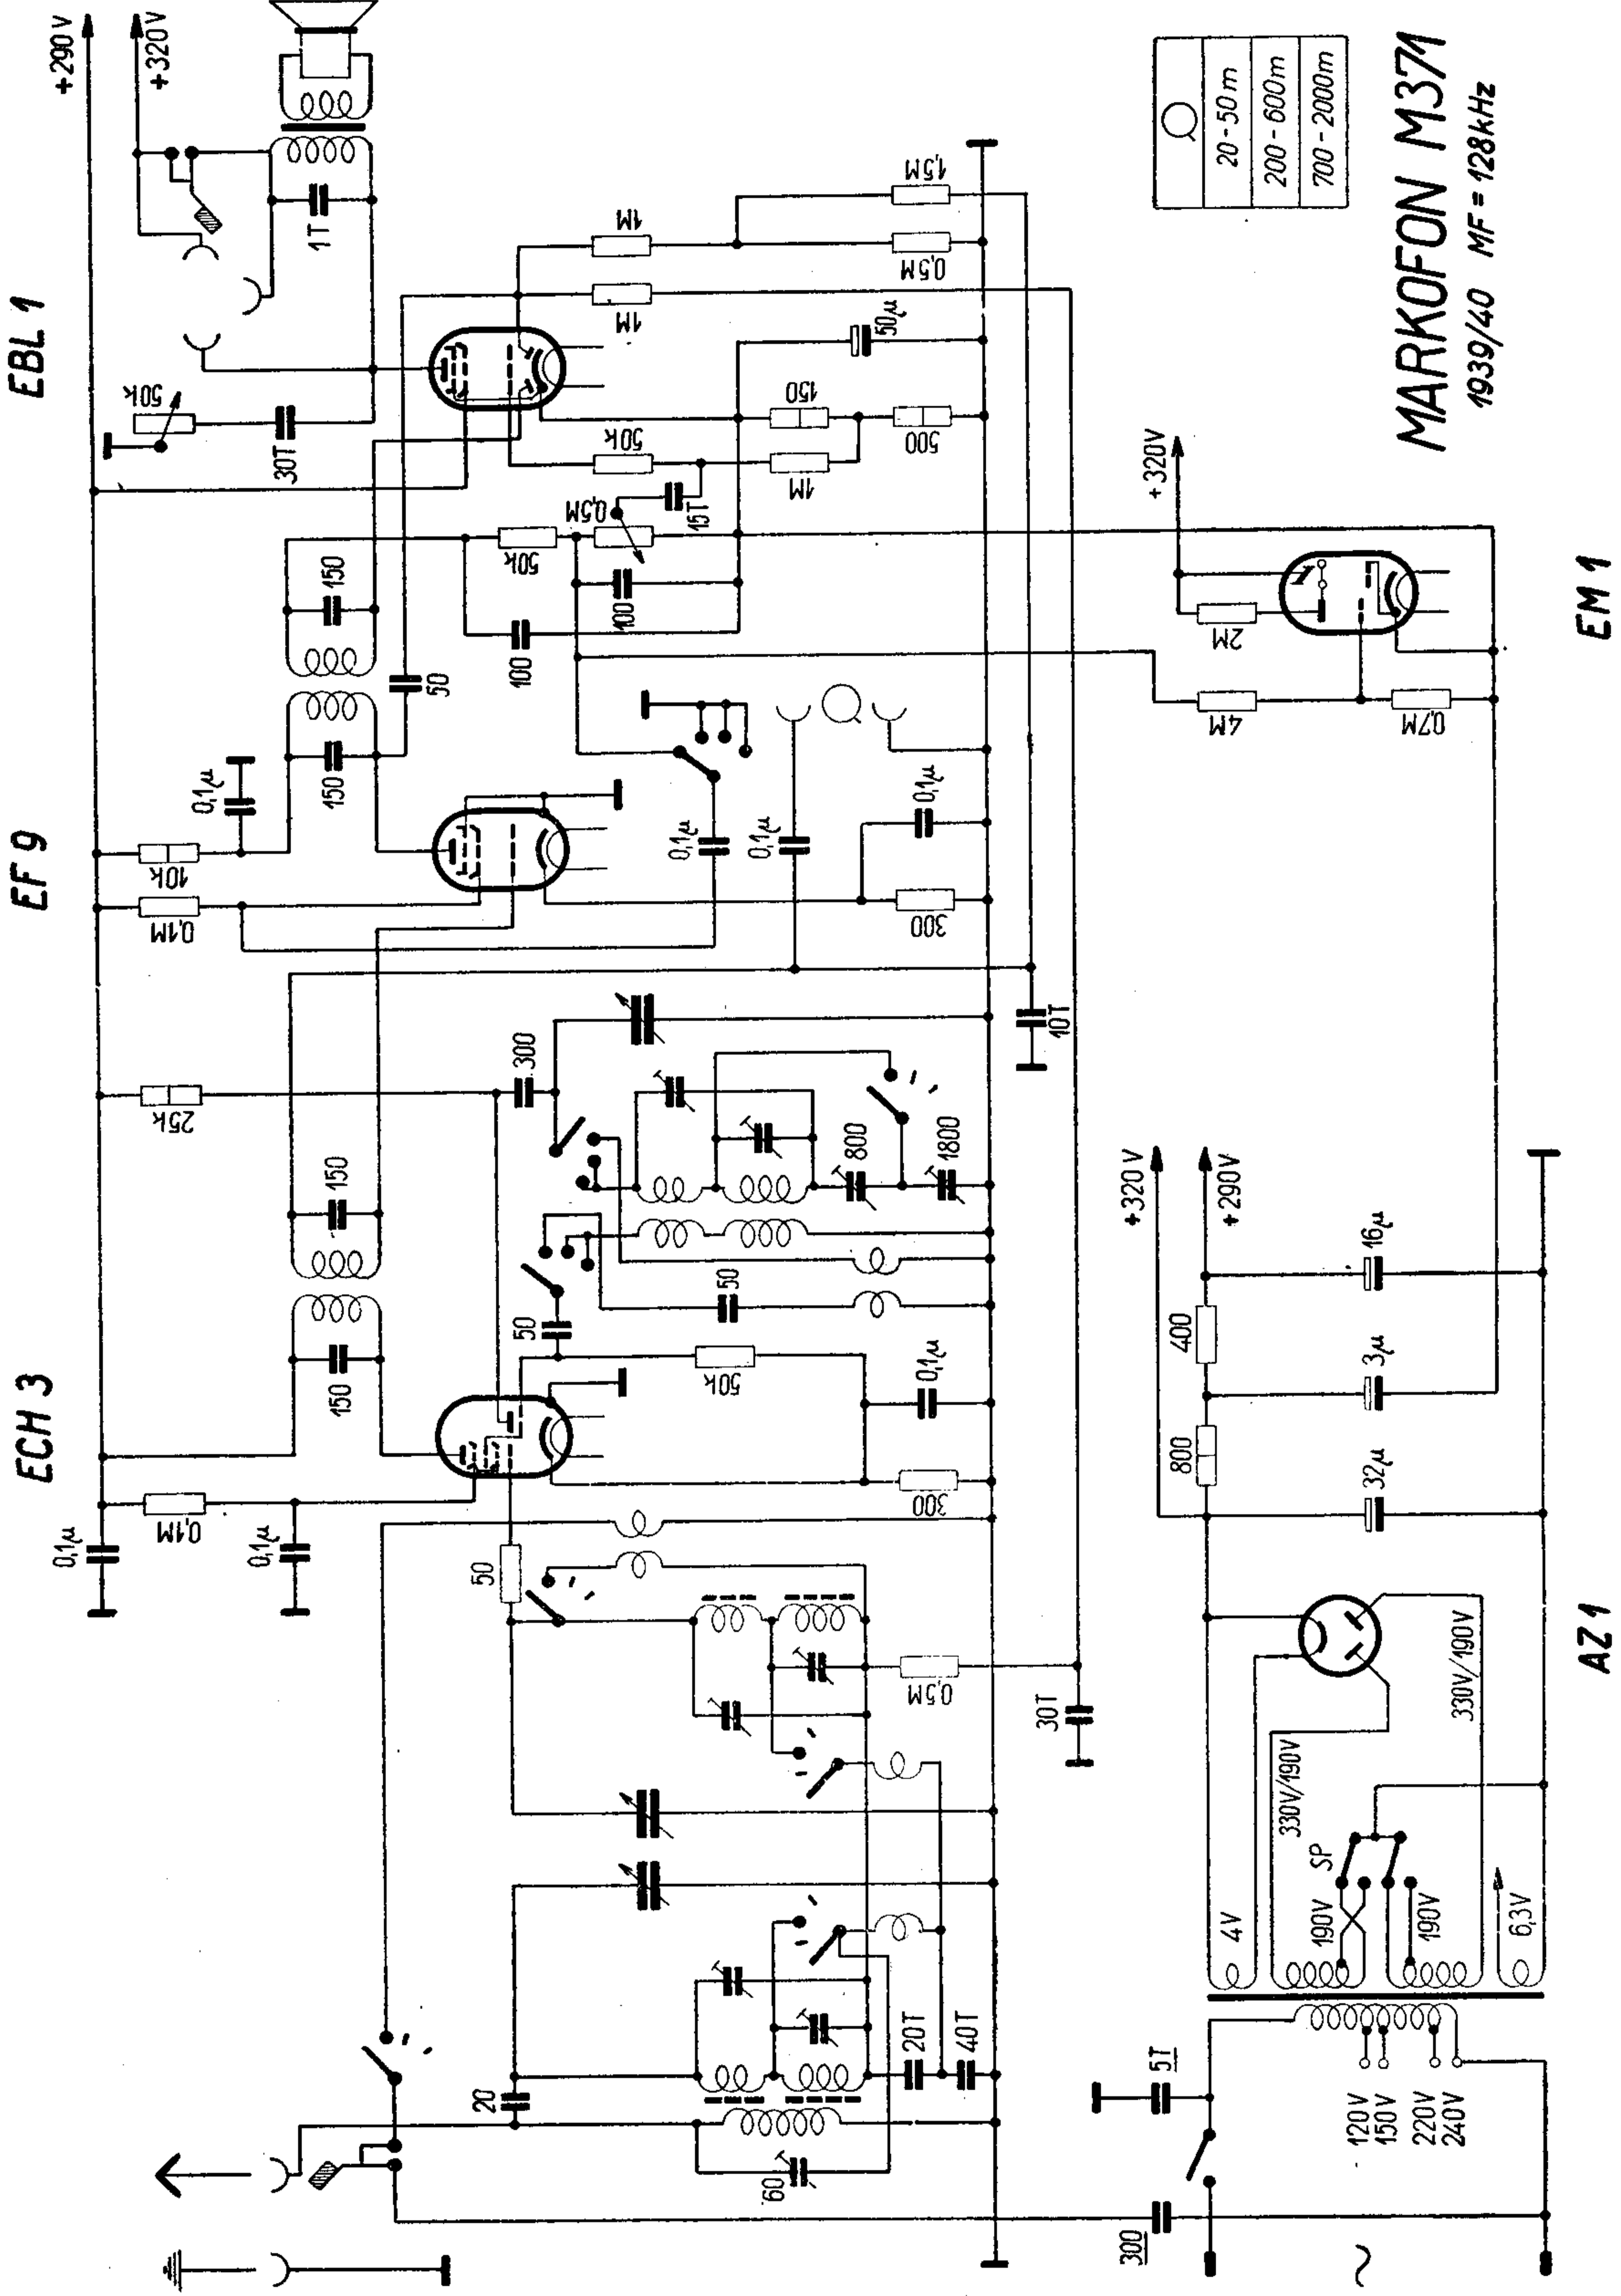 ECH 3
EF 9
EBL 1
+290V
+320V
0,1µ
0,1M
25k
0,1M
10k
50k
0,1µ
0,1µ
30T
1T
150
150
150
150
50
20
50
50
300
50k
100
0,5M
50k
1M
1M
100
15T
60
50
50k
0,1µ
0,1µ
1M
150
50µ
20T
40T
0,5M
300
0,1µ
800
1800
300
0,1µ
500
0,5M
1,5M
30T
10T
300
5T
4V
+320V
+290V
800
400
32µ
3µ
16µ
4M
2M
0,7M
+320V
120V
150V
220V
240V
330V/190V
190V
SP
190V
330V/190V
6,3V
~
AZ 1
EM 1
20-50m
200-600m
700-2000m
MARKOFON M371
1939/40 MF=128kHz